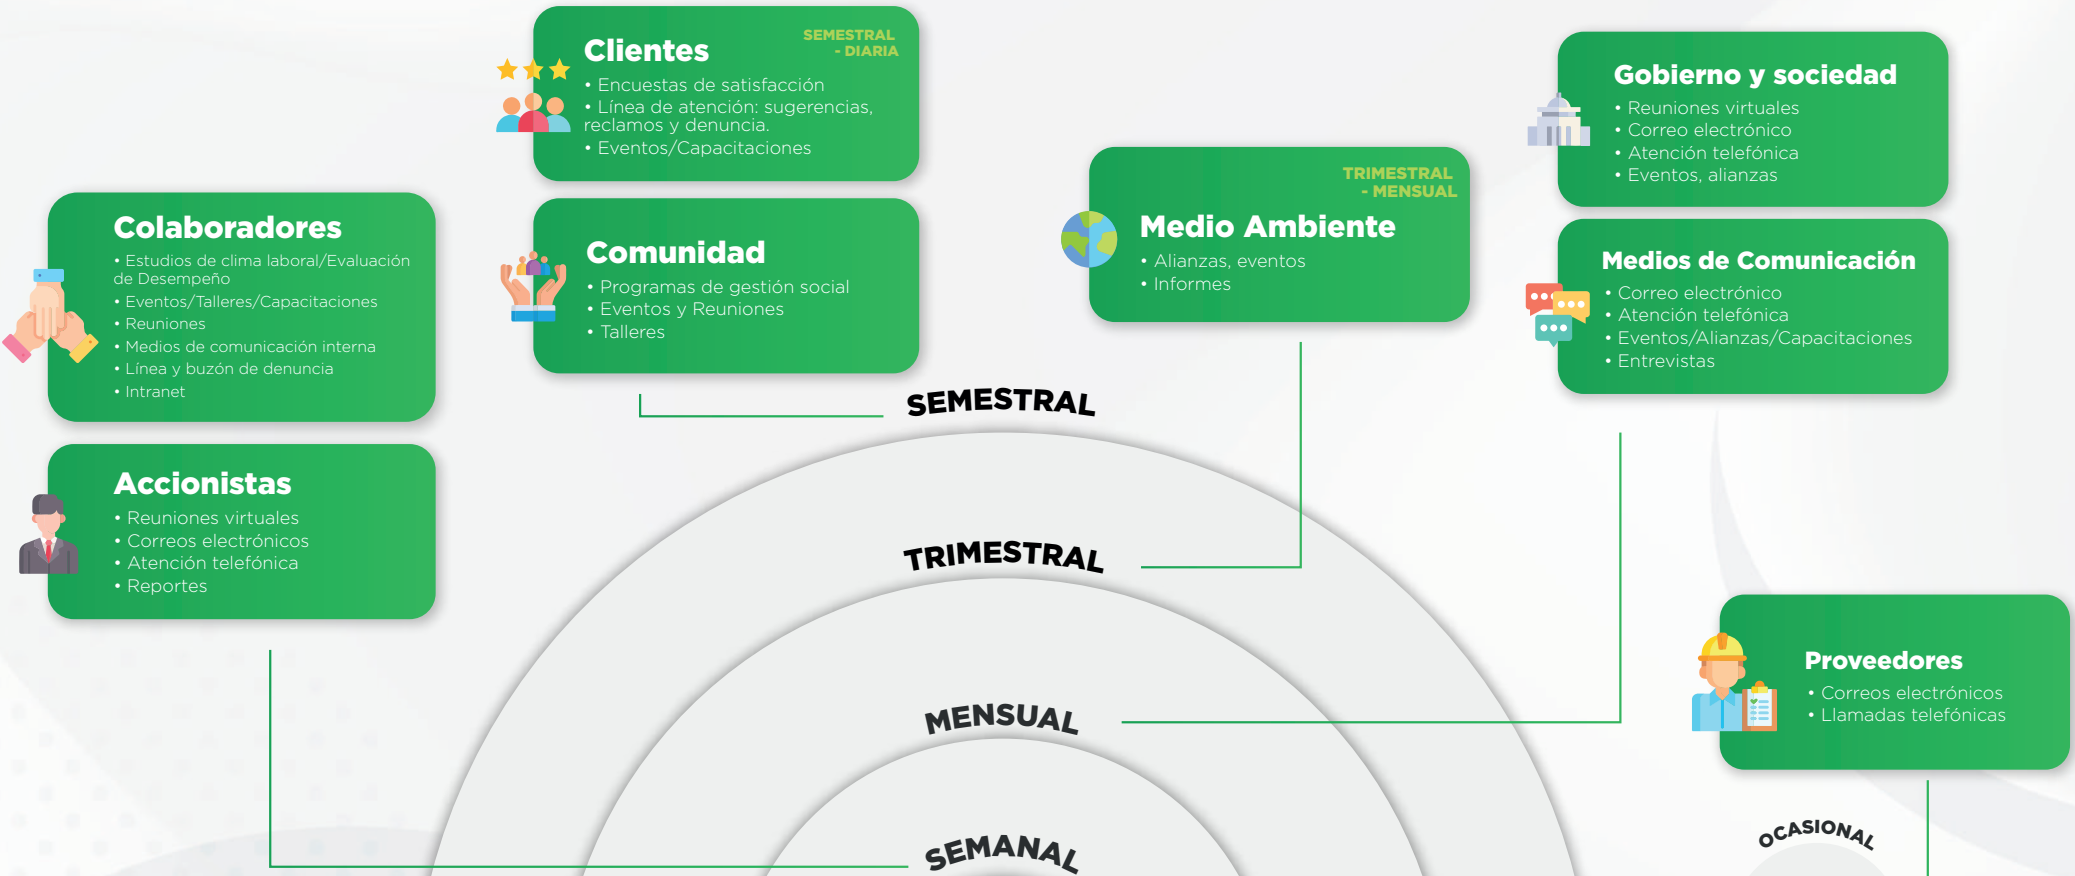 Clientes
SEMESTRAL
- DIARIA
• Encuestas de satisfacción
• Línea de atención: sugerencias,
reclamos y denuncia.
• Eventos/Capacitaciones
Gobierno y sociedad
• Reuniones virtuales
• Correo electrónico
• Atención telefónica
• Eventos, alianzas
Colaboradores
• Estudios de clima laboral/Evaluación
de Desempeño
• Eventos/Talleres/Capacitaciones
• Reuniones
• Medios de comunicación interna
• Línea y buzón de denuncia
• Intranet
Comunidad
• Programas de gestión social
• Eventos y Reuniones
• Talleres
TRIMESTRAL
- MENSUAL
Medio Ambiente
• Alianzas, eventos
• Informes
Medios de Comunicación
• Correo electrónico
• Atención telefónica
• Eventos/Alianzas/Capacitaciones
• Entrevistas
Accionistas
• Reuniones virtuales
• Correos electrónicos
• Atención telefónica
• Reportes
SEMESTRAL
TRIMESTRAL
MENSUAL
SEMANAL
Proveedores
• Correos electrónicos
• Llamadas telefónicas
OCASIONAL